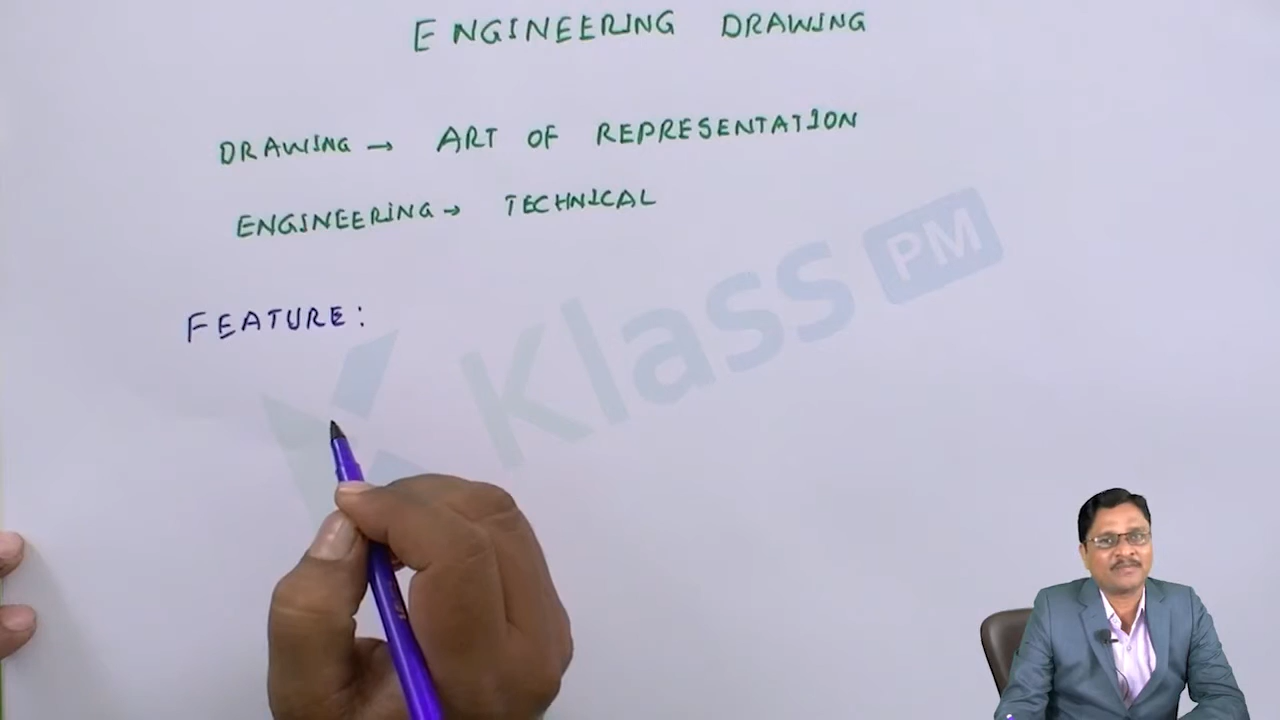 ENGINEERING DRAWING
DRAWING → ART OF REPRESENTATION
ENGINEERING → TECHNICAL
FEATURE:
Klass PM